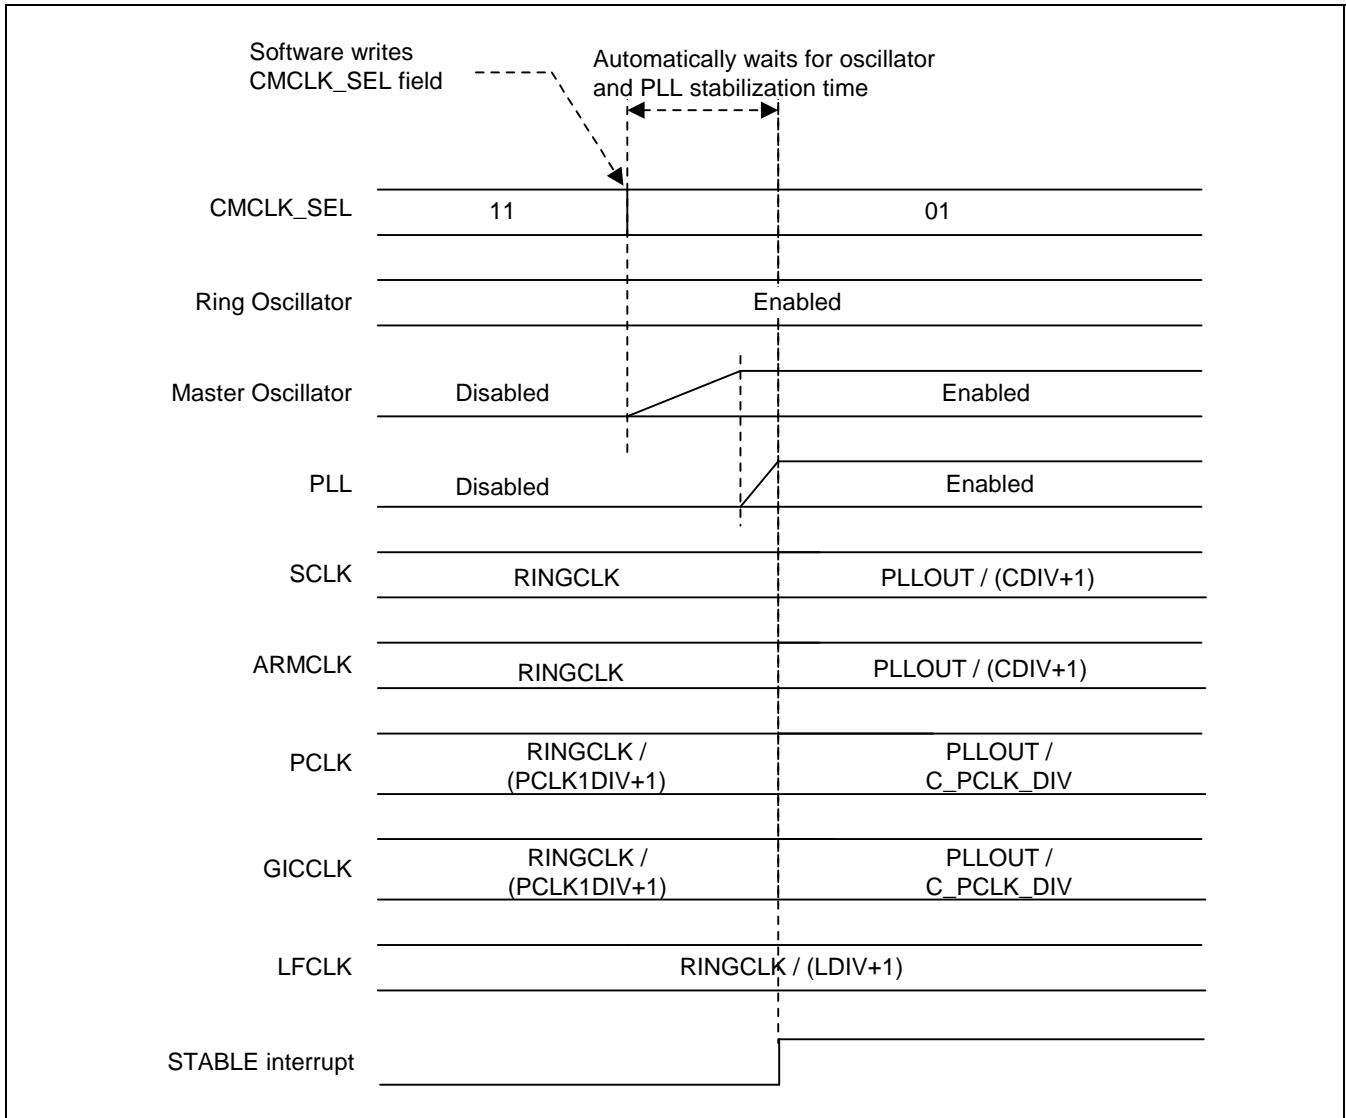 Software writes
CMCLK_SEL field
Automatically waits for oscillator
and PLL stabilization time
CMCLK_SEL
11
01
Ring Oscillator
Enabled
Master Oscillator
Disabled
Enabled
PLL
Disabled
Enabled
SCLK
RINGCLK
PLLOUT / (CDIV+1)
ARMCLK
RINGCLK
PLLOUT / (CDIV+1)
PCLK
RINGCLK /
(PCLK1DIV+1)
PLLOUT /
C_PCLK_DIV
GICCLK
RINGCLK /
(PCLK1DIV+1)
PLLOUT /
C_PCLK_DIV
LFCLK
RINGCLK / (LDIV+1)
STABLE interrupt